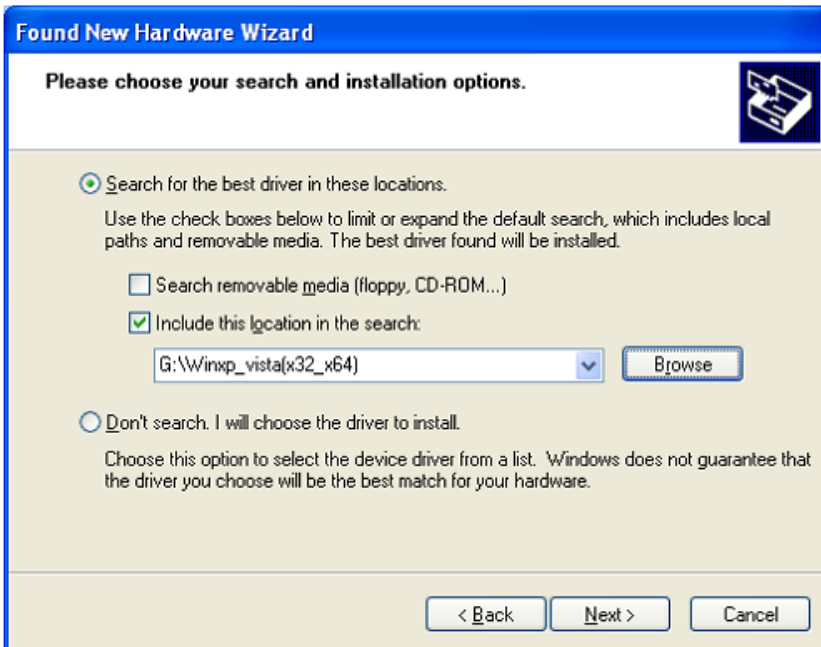 Found New Hardware Wizard
Please choose your search and installation options.
Search for the best driver in these locations.
Use the check boxes below to limit or expand the default search, which includes local
paths and removable media. The best driver found will be installed.
Search removable media (floppy, CD-ROM...)
Include this location in the search:
G:\Winxp_vista(x32_x64)
Browse
Don't search. I will choose the driver to install.
Choose this option to select the device driver from a list. Windows does not guarantee that
the driver you choose will be the best match for your hardware.
< Back
Next >
Cancel